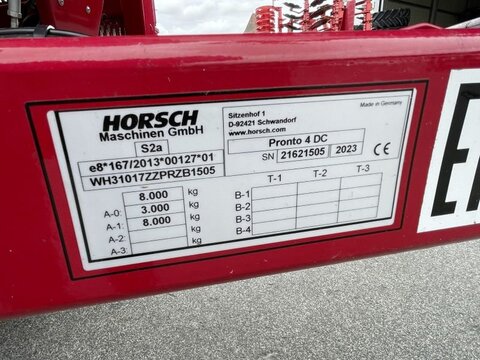 HORSCH
Maschinen GmbH
Sitzenhof 1
D-92421 Schwandorf
www.horsch.com
Made in Germany
S2a
e8*167/2013*00127*01
WH31017ZZPRZB1505
Pronto 4 DC
SN 21621505 2023 CE
8.000 kg
A-0: 3.000 kg
A-1: 8.000 kg
A-2: kg
A-3:
T-1 T-2 T-3
B-1
B-2
B-3
B-4